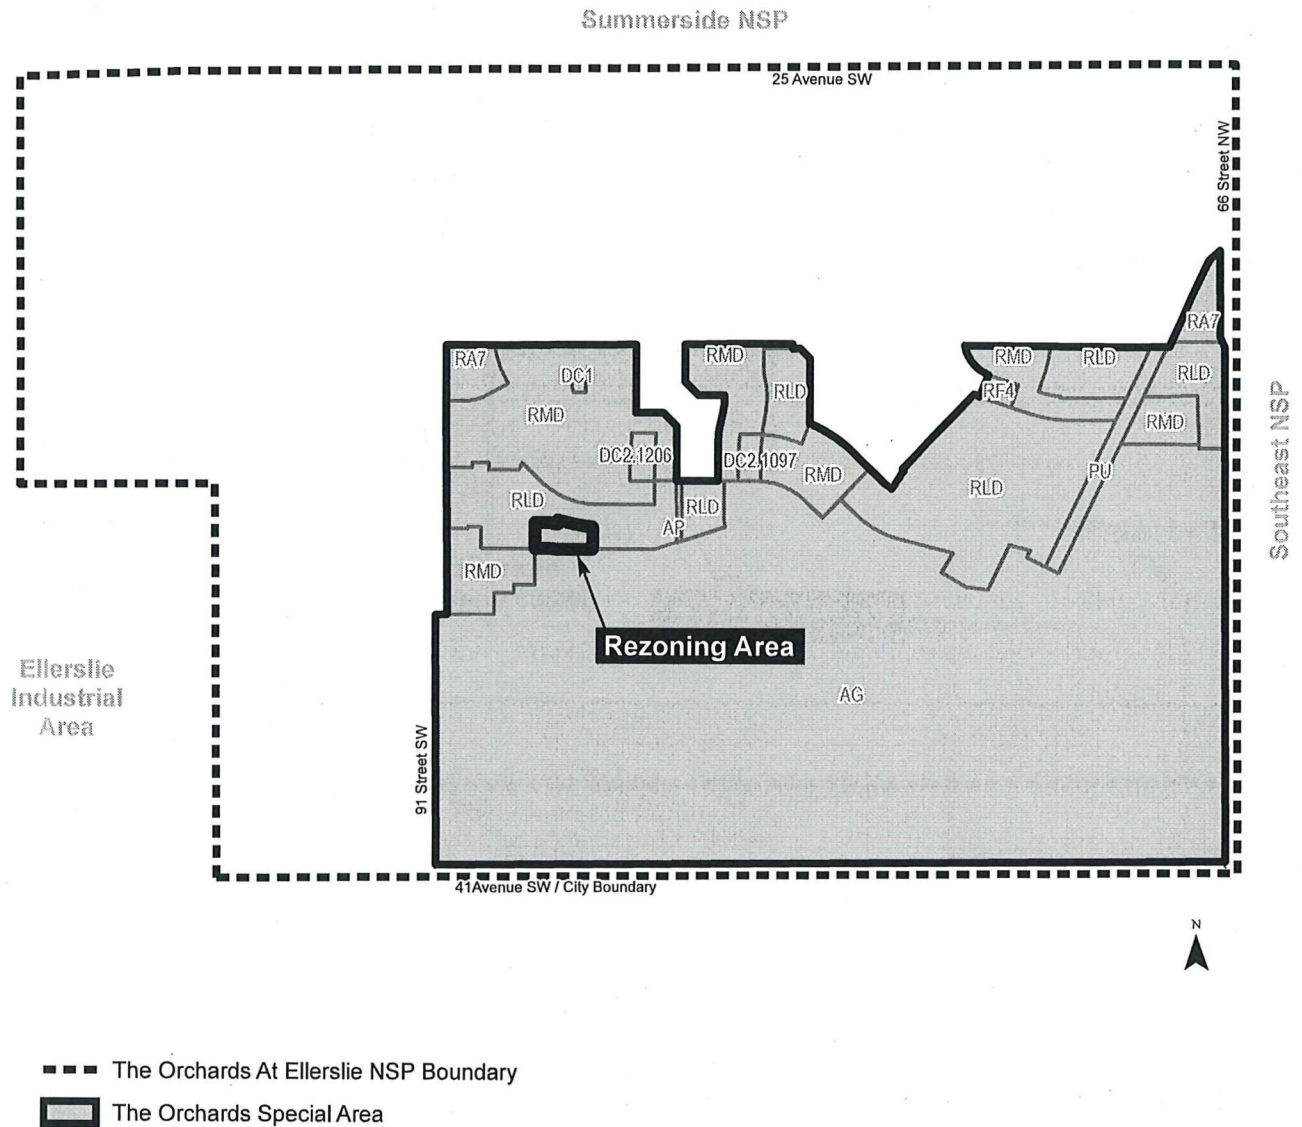 Summerside NSP
25 Avenue SW
66 Street NW
RA7
RA7
DC1
RMD
RMD
RLD
RMD
RLD
RLD
RF4
RMD
DC2.1206
DC2.1097
RMD
RLD
PU
RLD
RLD
AP
RMD
Rezoning Area
AG
Southeast NSP
Ellerslie
Industrial
Area
91 Street SW
41Avenue SW / City Boundary
N
The Orchards At Ellerslie NSP Boundary
The Orchards Special Area